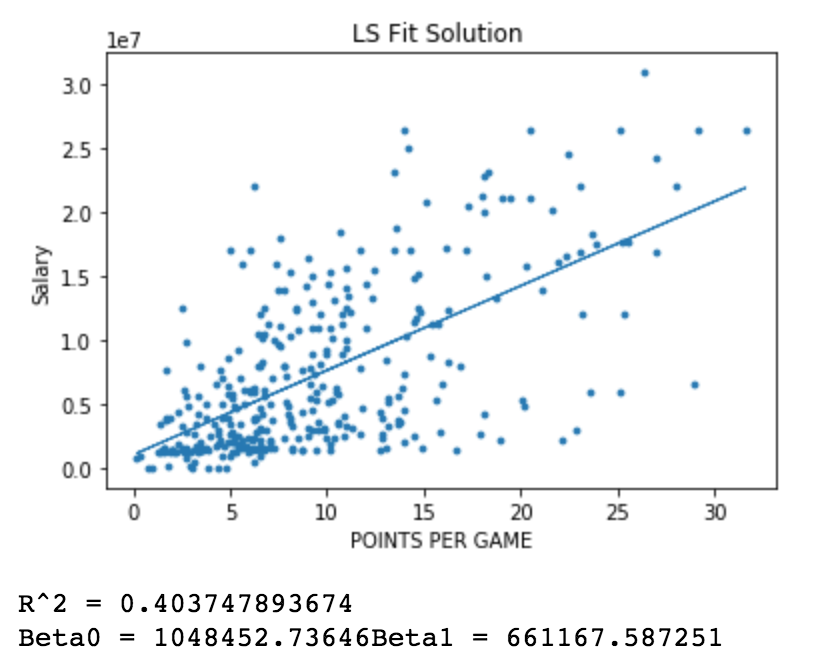 LS Fit Solution
1e7
3.0
2.5
2.0
1.5
1.0
0.5
0.0
Salary
0 5 10 15 20 25 30
POINTS PER GAME
R^2 = 0.403747893674
Beta0 = 1048452.73646Beta1 = 661167.587251